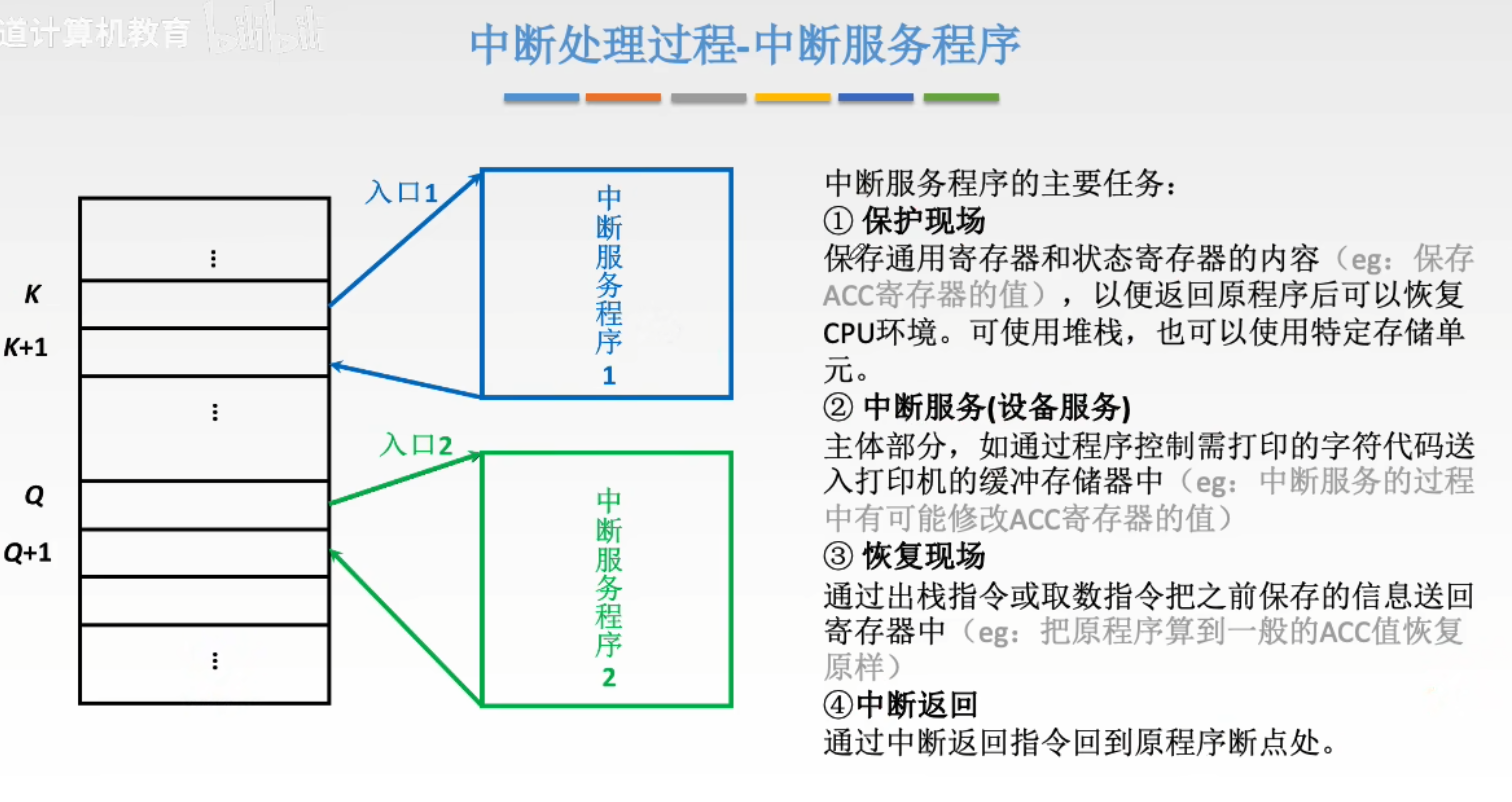 道计算机教育 bilibili
中断处理过程-中断服务程序
K
K+1
⋮
⋮
Q
Q+1
⋮
入口1
中断服务程序1
入口2
中断服务程序2
中断服务程序的主要任务：
① 保护现场
保存通用寄存器和状态寄存器的内容（eg：保存
ACC寄存器的值），以便返回原程序后可以恢复
CPU环境。可使用堆栈，也可以使用特定存储单
元。
② 中断服务(设备服务)
主体部分，如通过程序控制需打印的字符代码送
入打印机的缓冲存储器中（eg：中断服务的过程
中有可能修改ACC寄存器的值）
③ 恢复现场
通过出栈指令或取数指令把之前保存的信息送回
寄存器中（eg：把原程序算到一般的ACC值恢复
原样）
④中断返回
通过中断返回指令回到原程序断点处。